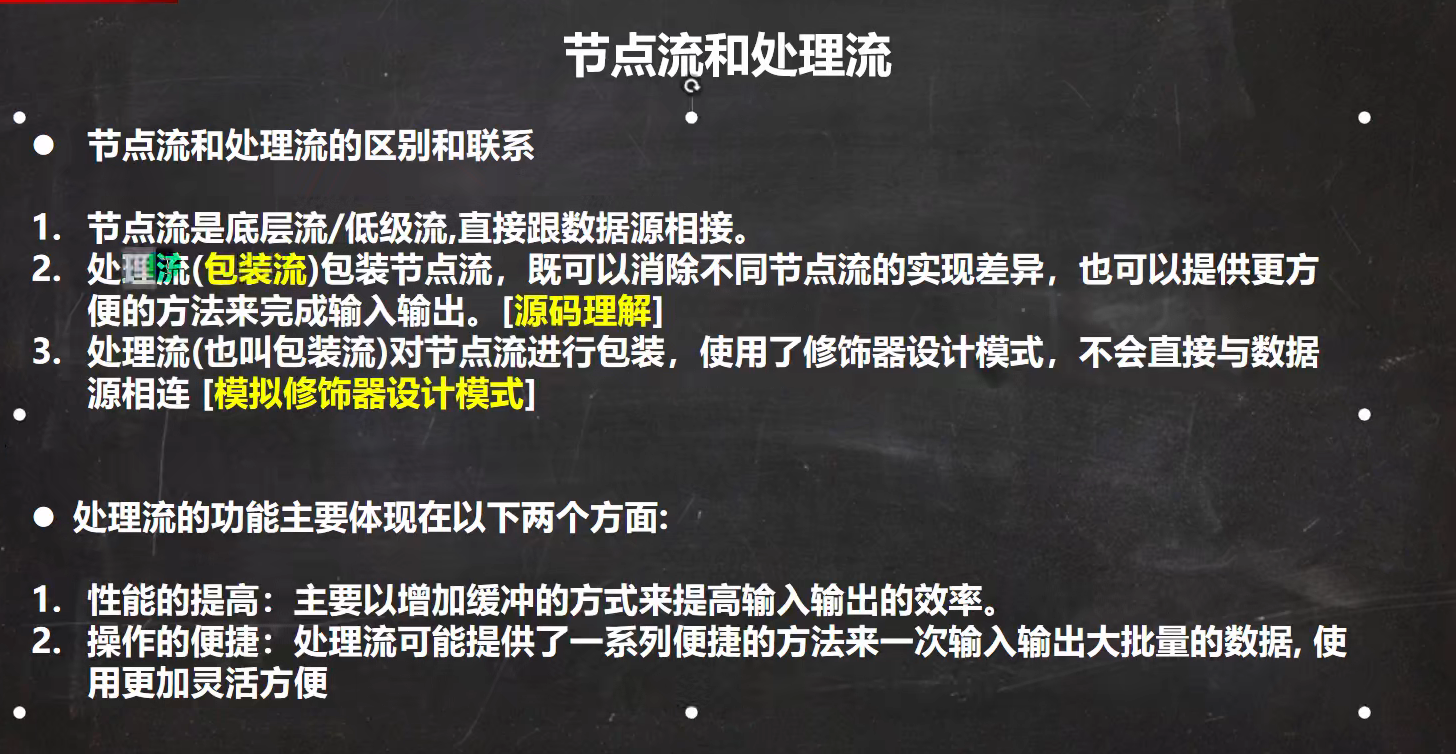 节点流和处理流
● 节点流和处理流的区别和联系
1. 节点流是底层流/低级流,直接跟数据源相接。
2. 处理流(包装流)包装节点流，既可以消除不同节点流的实现差异，也可以提供更方
便的方法来完成输入输出。[源码理解]
3. 处理流(也叫包装流)对节点流进行包装，使用了修饰器设计模式，不会直接与数据
源相连 [模拟修饰器设计模式]
● 处理流的功能主要体现在以下两个方面:
1. 性能的提高：主要以增加缓冲的方式来提高输入输出的效率。
2. 操作的便捷：处理流可能提供了一系列便捷的方法来一次输入输出大批量的数据, 使
用更加灵活方便